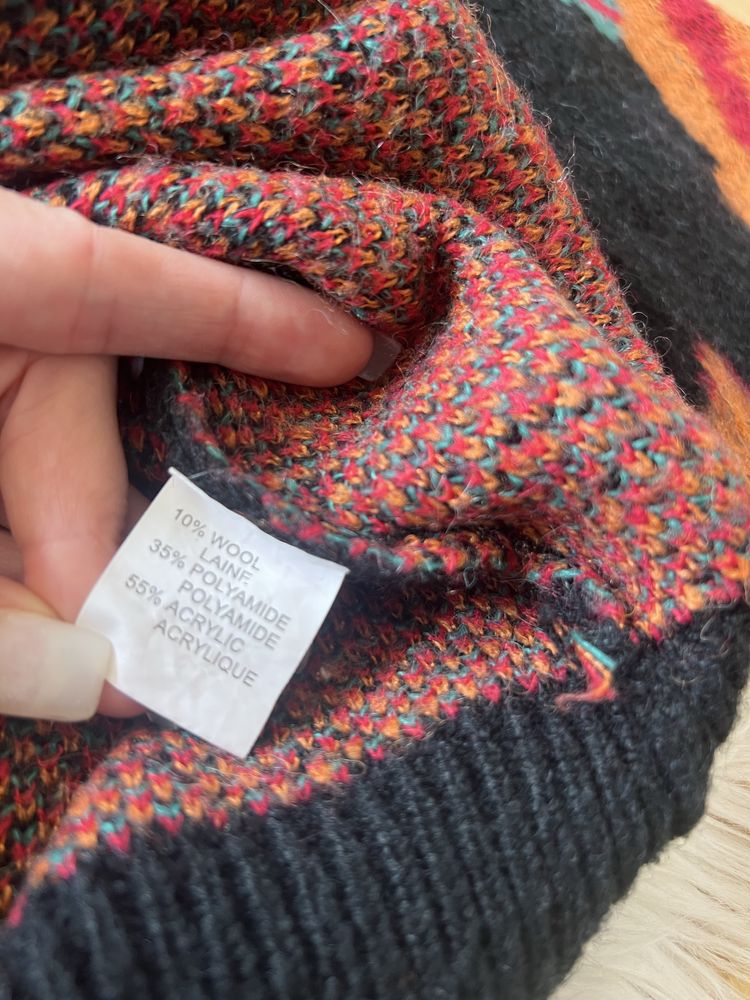 10% WOOL
LAINE
35% POLYAMIDE
POLYAMIDE
55% ACRYLIC
ACRYLIQUE